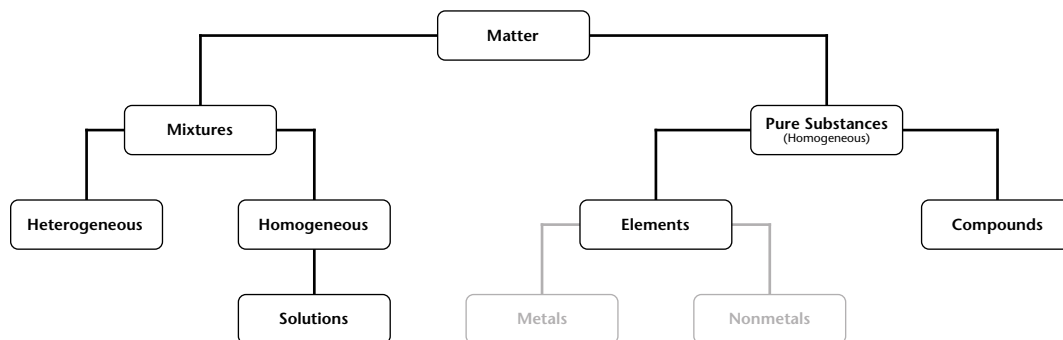 Matter
Mixtures
Pure Substances
(Homogeneous)
Heterogeneous
Homogeneous
Elements
Compounds
Solutions
Metals
Nonmetals